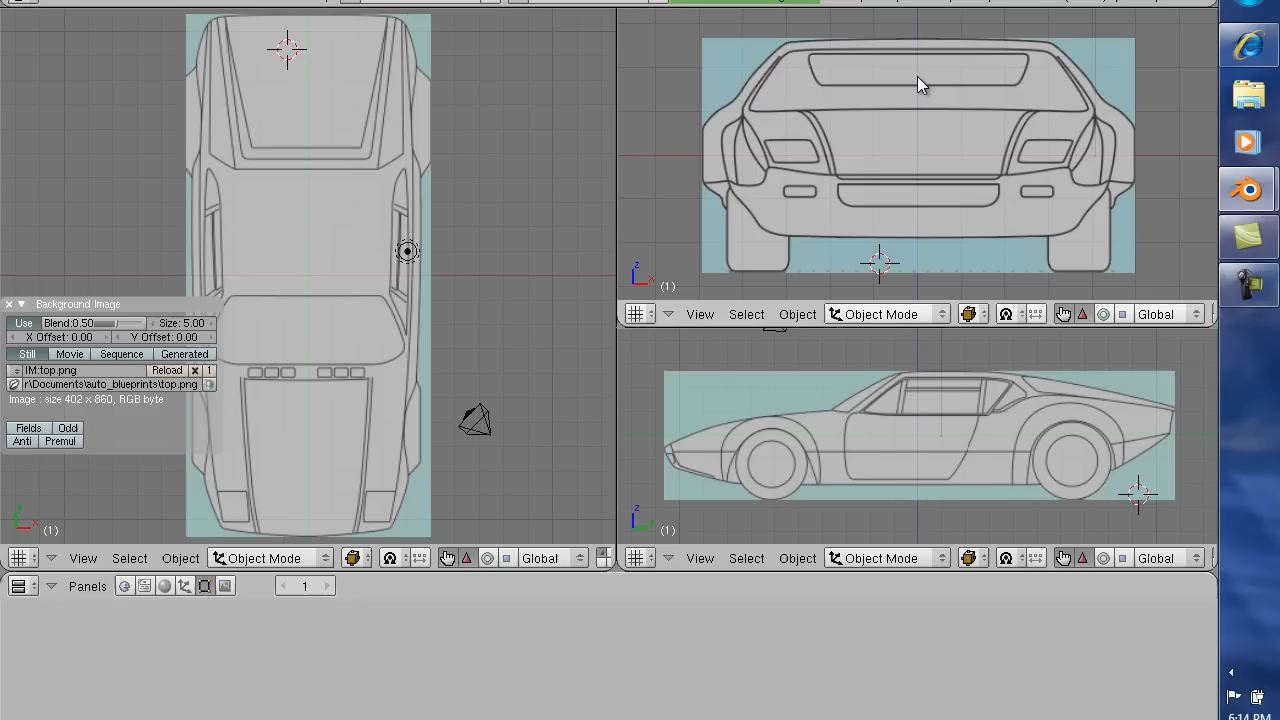 z
x
(1)
View Select Object Object Mode Global
Background Image
Use Blend:0.50 Size: 5.00
X Offset: 0.00 Y Offset: 0.00
Still Movie Sequence Generated
IM:top.png Reload 1
r\Documents\auto_blueprints\top.png
Image : size 402 x 860, RGB byte
Fields Odd
Anti Premul
y
x
(1)
z
y
(1)
View Select Object Object Mode Global
View Select Object Object Mode Global
Panels 1
6:14 PM